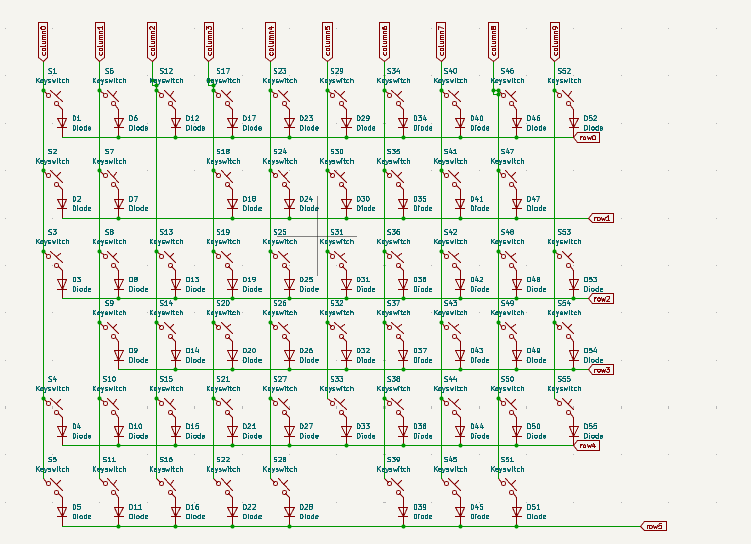 column0 column1 column2 column3 column4 column5 column6 column7 column8 column9
S1 S6 S12 S17 S23 S29 S34 S40 S46 S52
Keyswitch Keyswitch Keyswitch Keyswitch Keyswitch Keyswitch Keyswitch Keyswitch Keyswitch Keyswitch
D1 D6 D12 D17 D23 D29 D34 D40 D46 D52
Diode Diode Diode Diode Diode Diode Diode Diode Diode Diode
row0
S2 S7 S18 S24 S30 S35 S41 S47
Keyswitch Keyswitch Keyswitch Keyswitch Keyswitch Keyswitch Keyswitch Keyswitch
D2 D7 D18 D24 D30 D35 D41 D47
Diode Diode Diode Diode Diode Diode Diode Diode
row1
S3 S8 S13 S19 S25 S31 S36 S42 S48 S53
Keyswitch Keyswitch Keyswitch Keyswitch Keyswitch Keyswitch Keyswitch Keyswitch Keyswitch Keyswitch
D3 D8 D13 D19 D25 D31 D36 D42 D48 D53
Diode Diode Diode Diode Diode Diode Diode Diode Diode Diode
row2
S9 S14 S20 S26 S32 S37 S43 S49 S54
Keyswitch Keyswitch Keyswitch Keyswitch Keyswitch Keyswitch Keyswitch Keyswitch Keyswitch
D9 D14 D20 D26 D32 D37 D43 D49 D54
Diode Diode Diode Diode Diode Diode Diode Diode Diode
row3
S4 S10 S15 S21 S27 S33 S38 S44 S50 S55
Keyswitch Keyswitch Keyswitch Keyswitch Keyswitch Keyswitch Keyswitch Keyswitch Keyswitch Keyswitch
D4 D10 D15 D21 D27 D33 D38 D44 D50 D55
Diode Diode Diode Diode Diode Diode Diode Diode Diode Diode
row4
S5 S11 S16 S22 S28 S39 S45 S51
Keyswitch Keyswitch Keyswitch Keyswitch Keyswitch Keyswitch Keyswitch Keyswitch
D5 D11 D16 D22 D28 D39 D45 D51
Diode Diode Diode Diode Diode Diode Diode Diode
row5